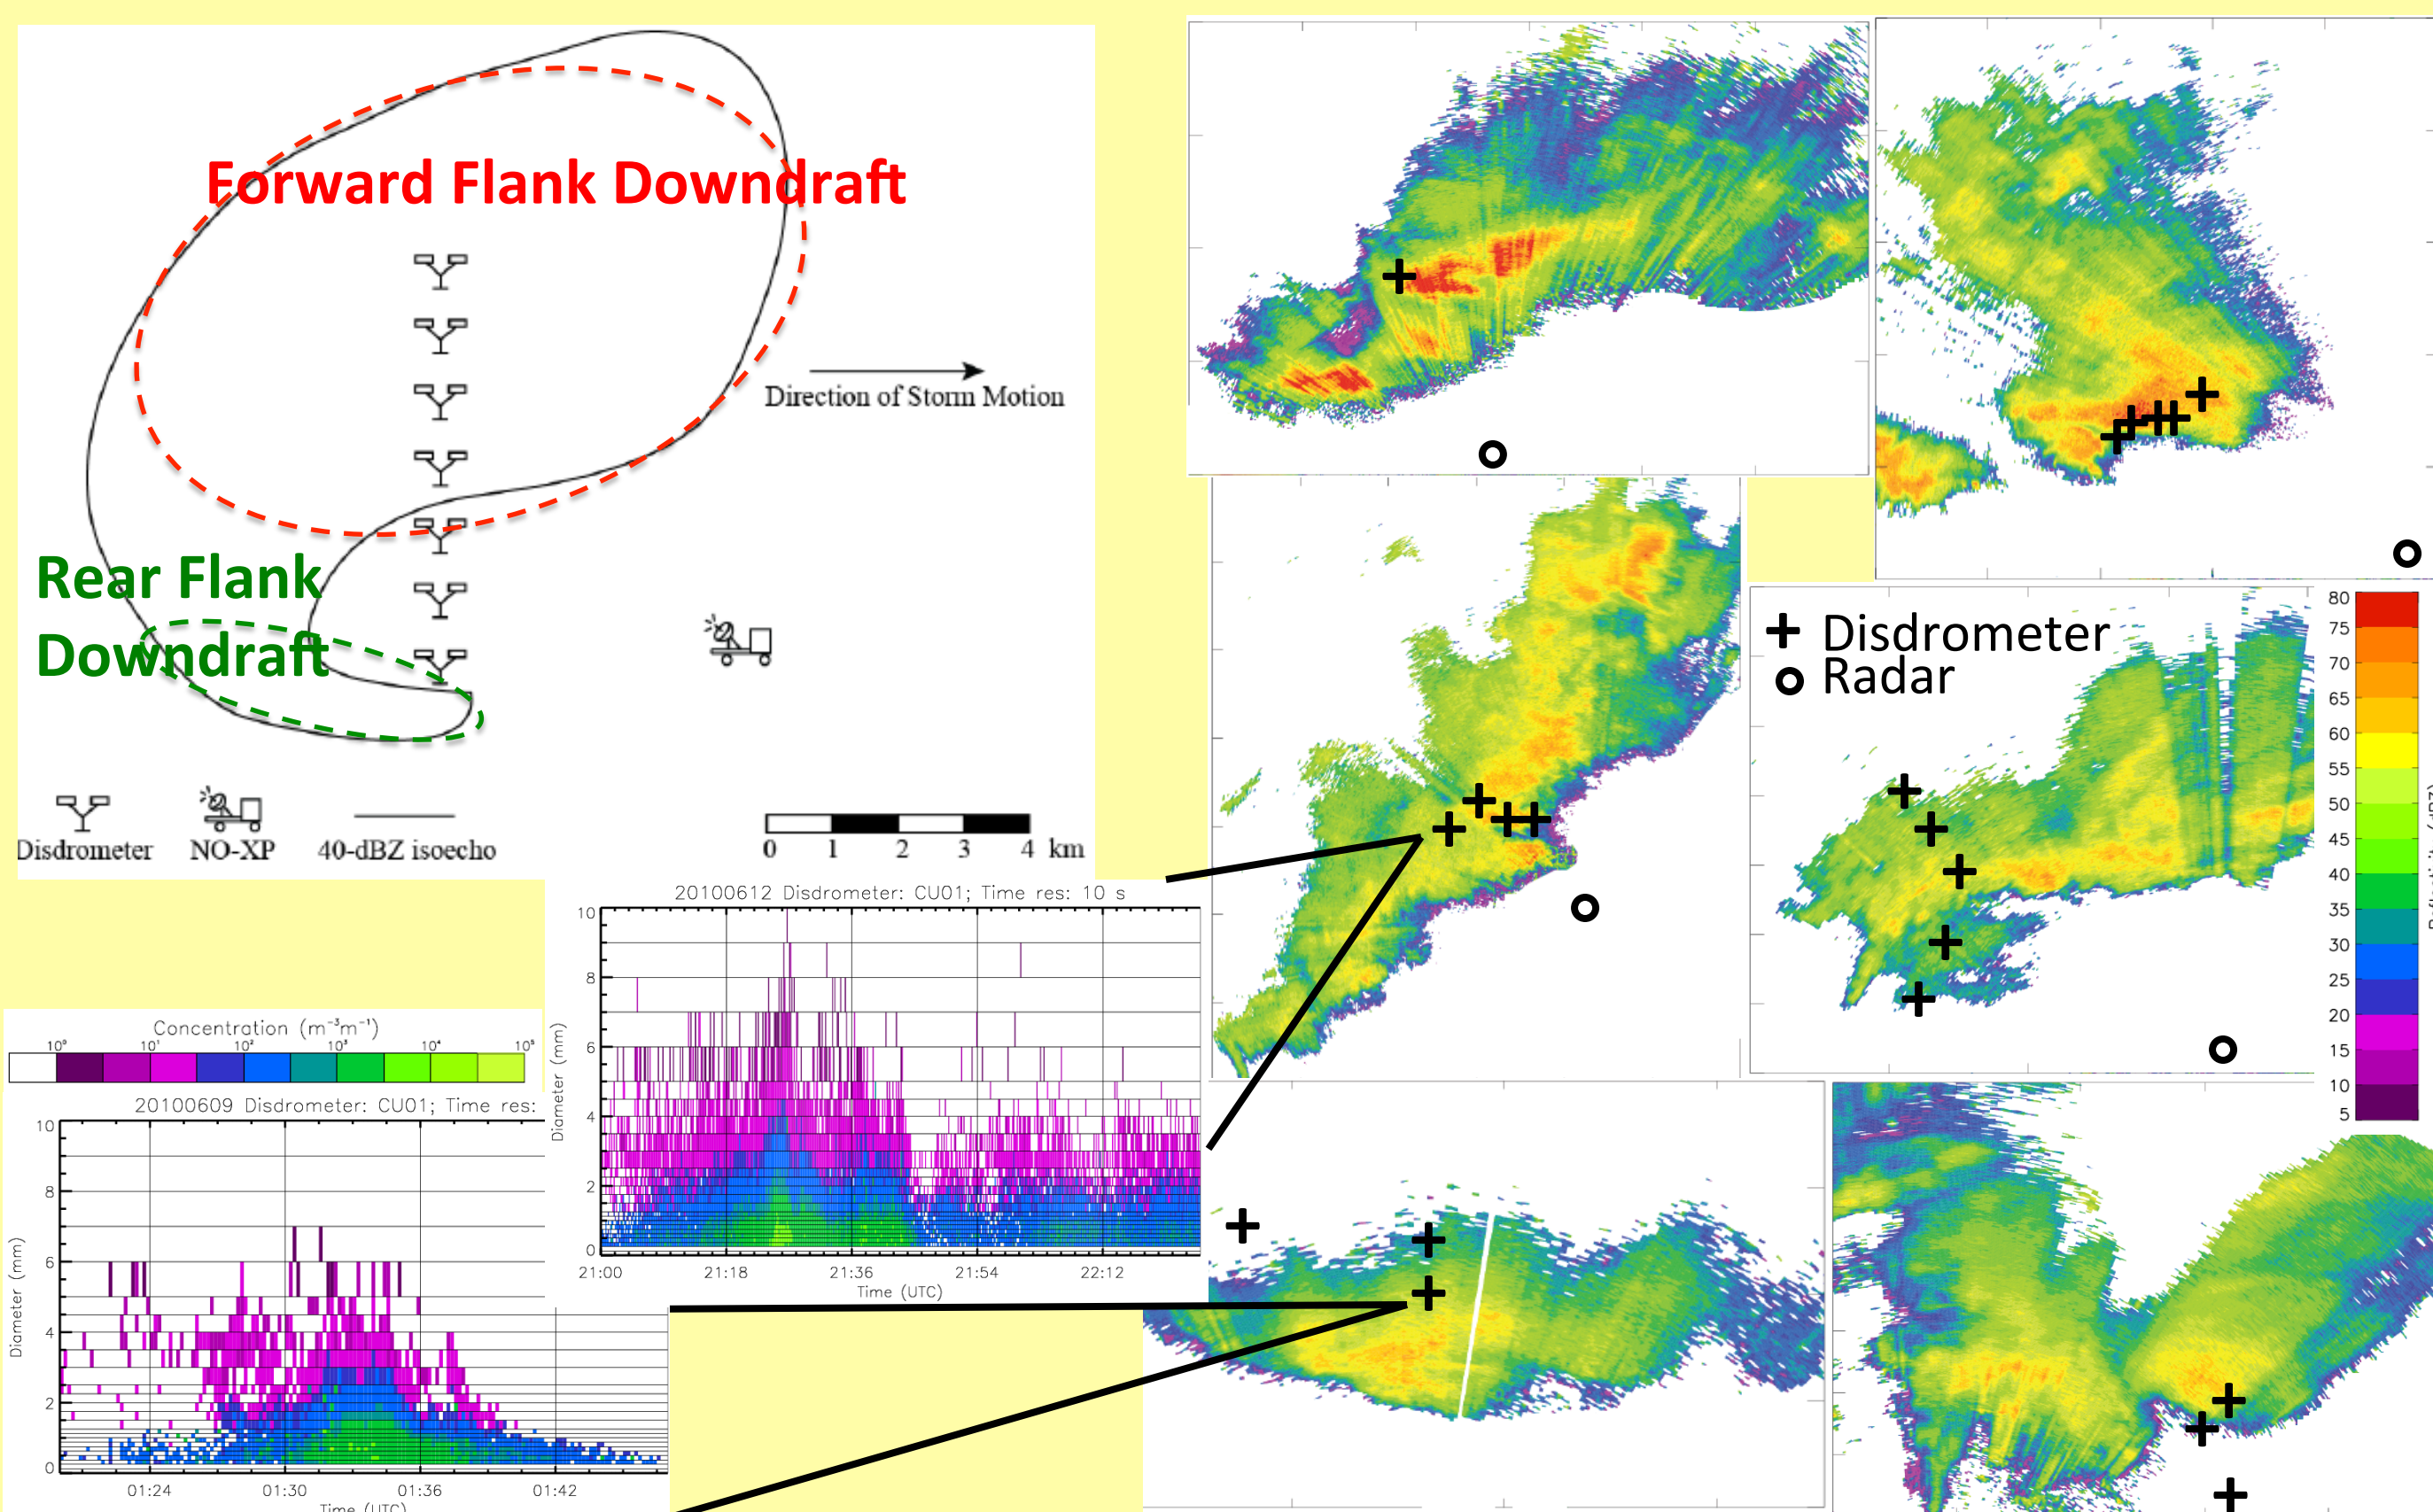 Forward Flank Downdraft
Direction of Storm Motion
Rear Flank
Downdraft
Disdrometer
NO-XP
40-dBZ isoecho
0 1 2 3 4 km
Disdrometer
Radar
80
75
70
65
60
55
50
45
40
35
30
25
20
15
10
5
20100612 Disdrometer: CU01; Time res: 10 s
Diameter (mm)
10
8
6
4
2
0
21:00 21:18 21:36 21:54 22:12
Time (UTC)
Concentration (m⁻³m⁻¹)
10⁰ 10¹ 10² 10³ 10⁴ 10⁵
20100609 Disdrometer: CU01; Time res:
Diameter (mm)
10
8
6
4
2
0
01:24 01:30 01:36 01:42
Time (UTC)